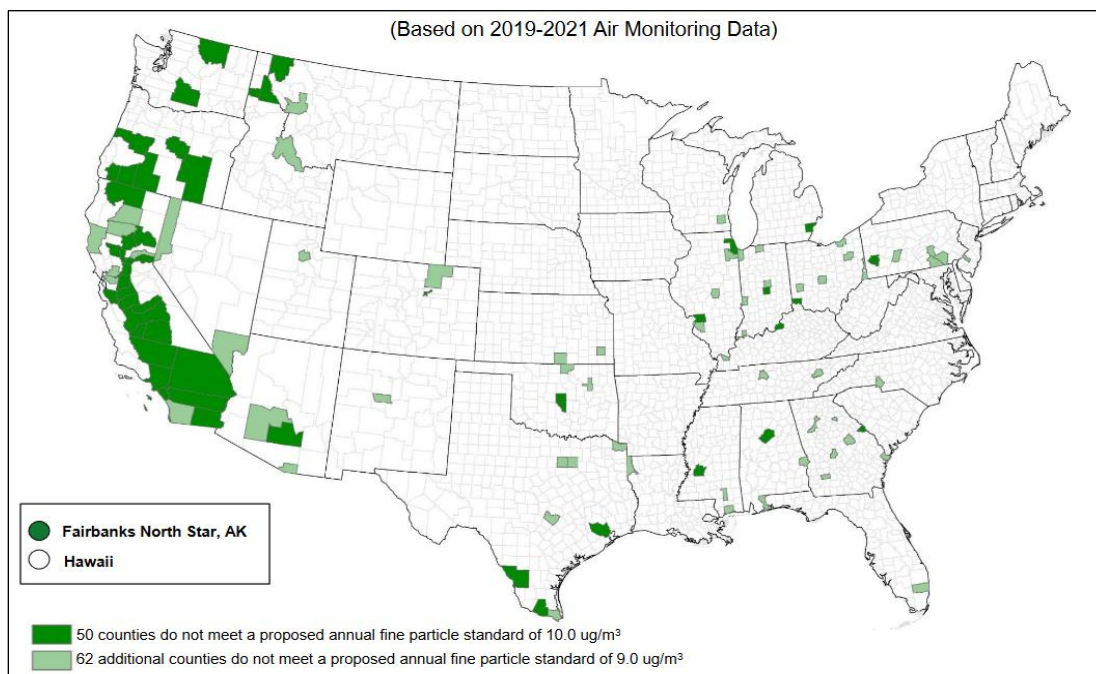 (Based on 2019-2021 Air Monitoring Data)
Fairbanks North Star, AK
Hawaii
50 counties do not meet a proposed annual fine particle standard of 10.0 ug/m³
62 additional counties do not meet a proposed annual fine particle standard of 9.0 ug/m³